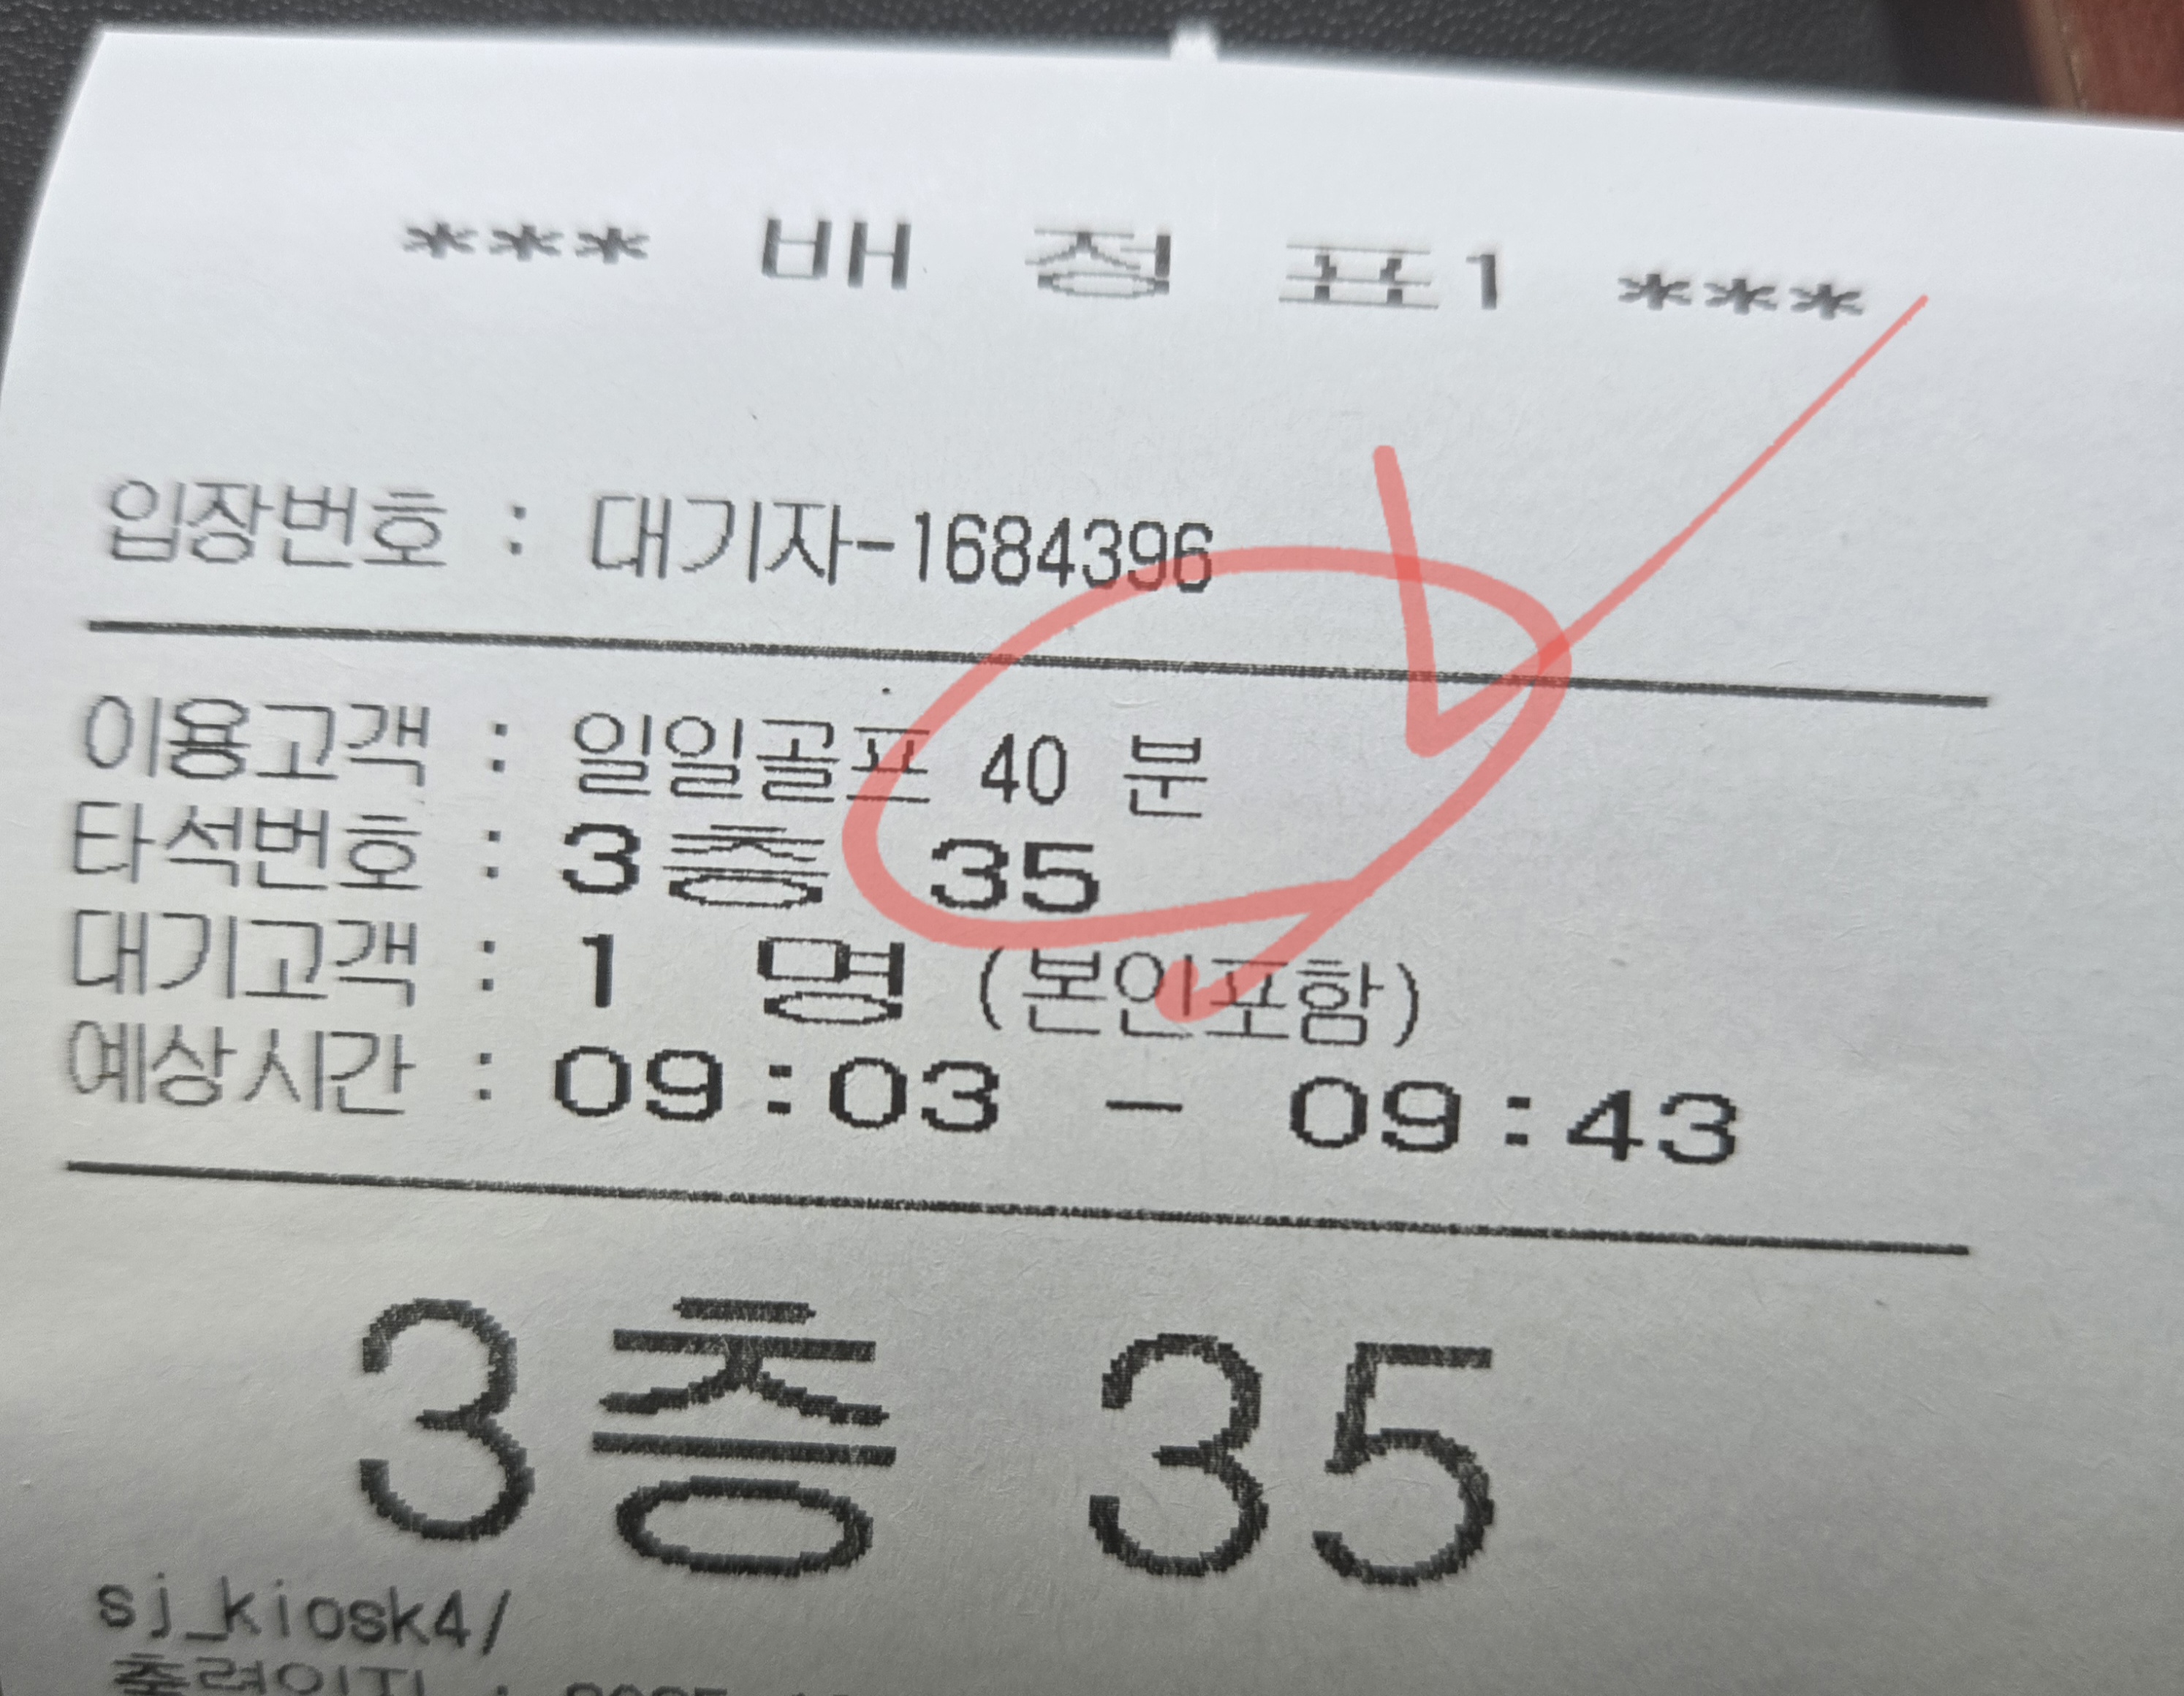 *** 배 정 표1 ***
입장번호 : 대기자-1684396
이용고객 : 일일골프 40 분
타석번호 : 3층 35
대기고객 : 1 명 (본인포함)
예상시간 : 09:03 - 09:43
3층 35
sj_kiosk4/